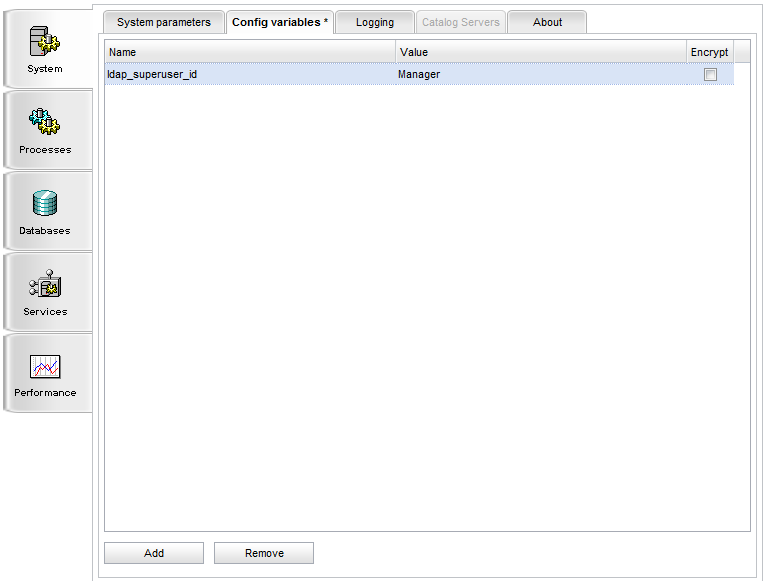 System parameters
Config variables *
Logging
Catalog Servers
About
System
Processes
Databases
Services
Performance
Name Value Encrypt
ldap_superuser_id Manager
Add
Remove